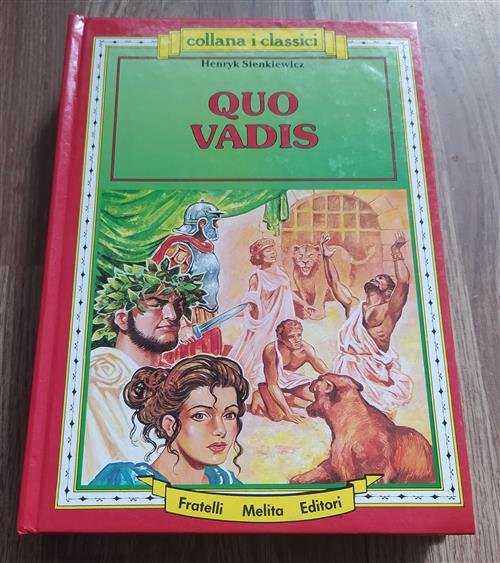 collana i classici
Henryk Sienkiewicz
QUO
VADIS
Fratelli Melita Editori